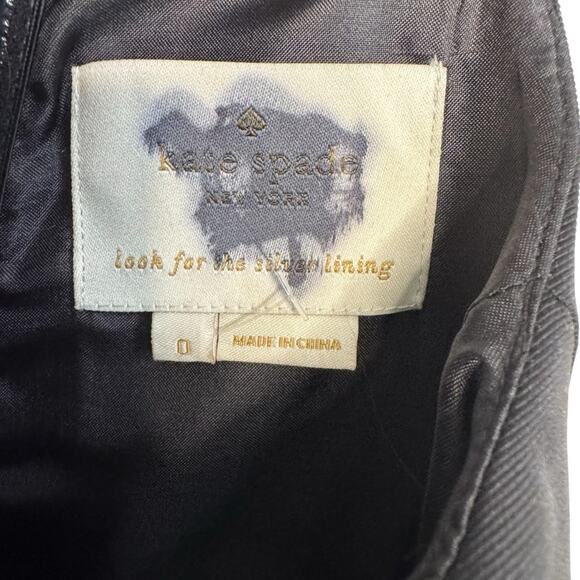 kate spade
NEW YORK
look for the silver lining
0
MADE IN CHINA